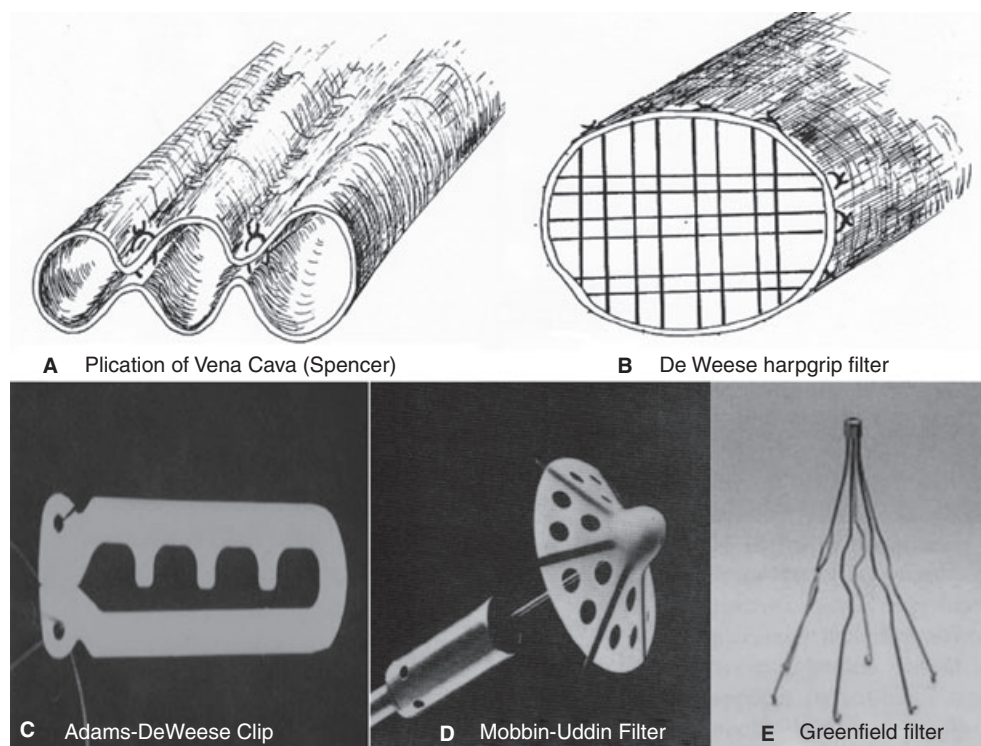 A Plication of Vena Cava (Spencer)
B De Weese harpgrip filter
C Adams-DeWeese Clip
D Mobbin-Uddin Filter
E Greenfield filter